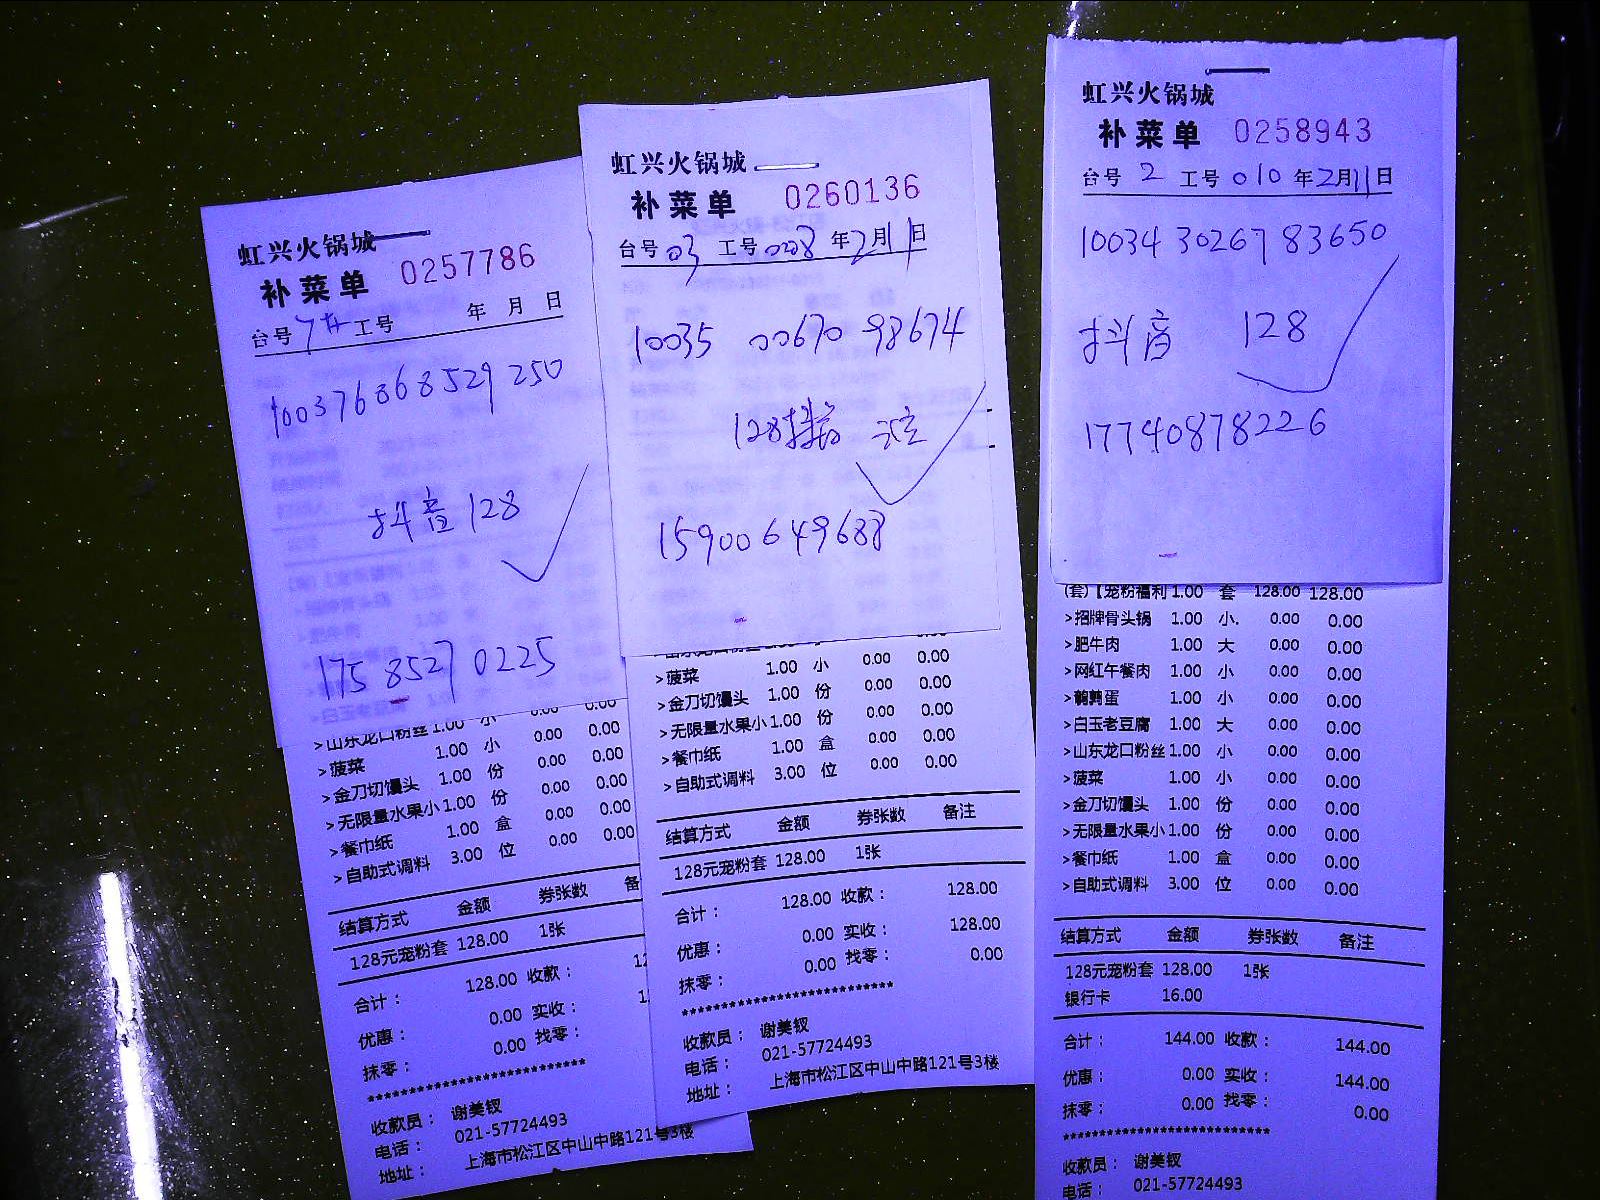 虹兴火锅城
补菜单 0257786
台号 工号 年 月 日
100376868529250
抖音128
17585270225
>山东龙口粉丝 1.00 小 0.00 0.00
>菠菜 1.00 小 0.00 0.00
>金刀切馒头 1.00 份 0.00 0.00
>无限量水果小 1.00 份 0.00 0.00
>餐巾纸 1.00 盒 0.00 0.00
>自助式调料 3.00 位 0.00 0.00
结算方式 金额 券张数 备
128元宠粉套 128.00 1张
合计： 128.00 收款：
优惠： 0.00 实收：
抹零： 0.00 找零：
**************************
收款员： 谢美钗
电话： 021-57724493
地址： 上海市松江区中山中路121号3楼
虹兴火锅城
补菜单 0260136
台号 03 工号 028 年 2月11日
10035 00670 98674
128抖音
15900649688
>山东龙口粉丝
>菠菜 1.00 小 0.00 0.00
>金刀切馒头 1.00 份 0.00 0.00
>无限量水果小 1.00 份 0.00 0.00
>餐巾纸 1.00 盒 0.00 0.00
>自助式调料 3.00 位 0.00 0.00
结算方式 金额 券张数 备注
128元宠粉套 128.00 1张
合计： 128.00 收款： 128.00
优惠： 0.00 实收： 128.00
抹零： 0.00 找零： 0.00
**************************
收款员： 谢美钗
电话： 021-57724493
地址： 上海市松江区中山中路121号3楼
虹兴火锅城
补菜单 0258943
台号 2 工号 010 年2月11日
10034 30267 83650
抖音 128
17740878226
(套)【宠粉福利 1.00 套 128.00 128.00
>招牌骨头锅 1.00 小. 0.00 0.00
>肥牛肉 1.00 大 0.00 0.00
>网红午餐肉 1.00 小 0.00 0.00
>鹌鹑蛋 1.00 小 0.00 0.00
>白玉老豆腐 1.00 大 0.00 0.00
>山东龙口粉丝 1.00 小 0.00 0.00
>菠菜 1.00 小 0.00 0.00
>金刀切馒头 1.00 份 0.00 0.00
>无限量水果小 1.00 份 0.00 0.00
>餐巾纸 1.00 盒 0.00 0.00
>自助式调料 3.00 位 0.00 0.00
结算方式 金额 券张数 备注
128元宠粉套 128.00 1张
银行卡 16.00
合计： 144.00 收款： 144.00
优惠： 0.00 实收： 144.00
抹零： 0.00 找零： 0.00
**************************
收款员： 谢美钗
电话： 021-57724493